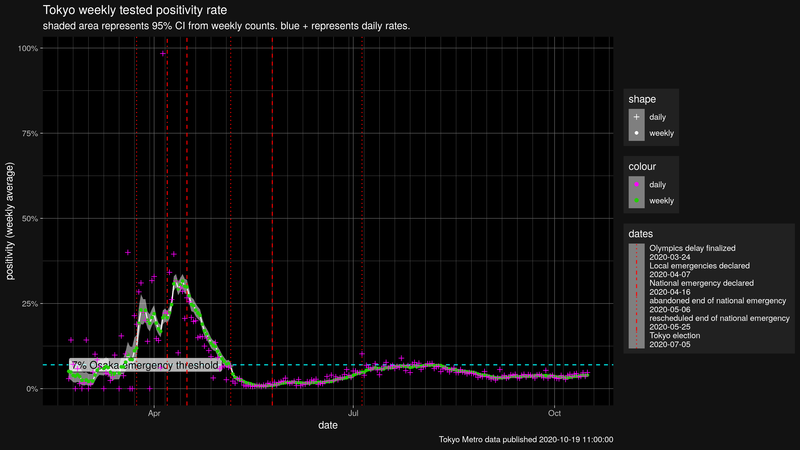 Tokyo weekly tested positivity rate
shaded area represents 95% CI from weekly counts. blue + represents daily rates.
positivity (weekly average)
100%
75%
50%
25%
0%
7% Osaka emergency threshold
Apr
Jul
Oct
date
shape
daily
weekly
colour
daily
weekly
dates
Olympics delay finalized
2020-03-24
Local emergencies declared
2020-04-07
National emergency declared
2020-04-16
abandoned end of national emergency
2020-05-06
rescheduled end of national emergency
2020-05-25
Tokyo election
2020-07-05
Tokyo Metro data published 2020-10-19 11:00:00